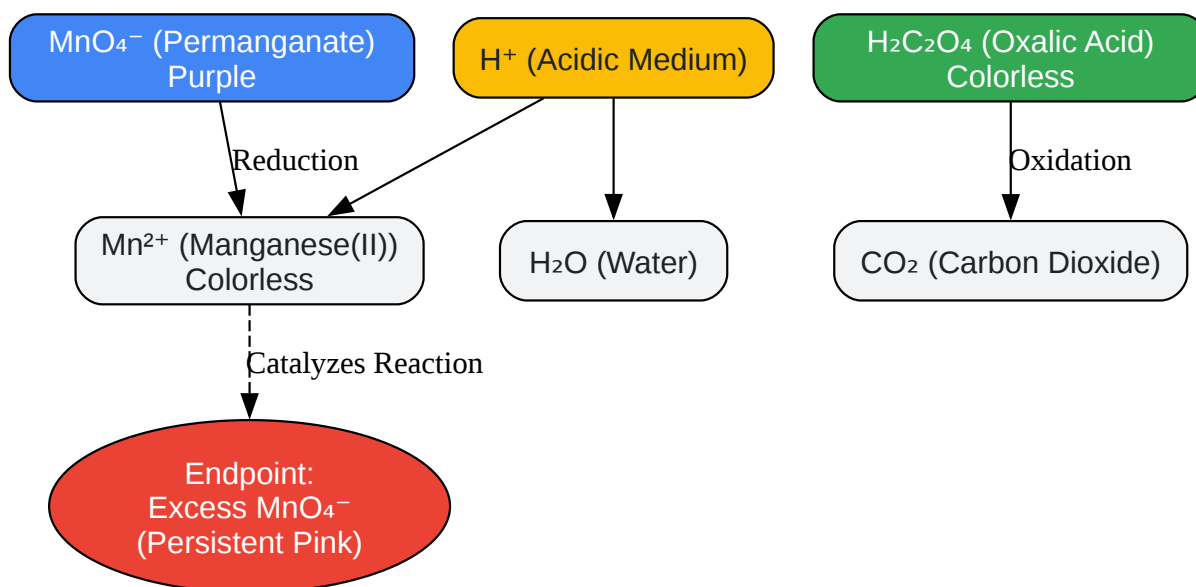 MnO₄⁻ (Permanganate)
Purple
H⁺ (Acidic Medium)
H₂C₂O₄ (Oxalic Acid)
Colorless
Reduction
Oxidation
Mn²⁺ (Manganese(II))
Colorless
H₂O (Water)
CO₂ (Carbon Dioxide)
Catalyzes Reaction
Endpoint:
Excess MnO₄⁻
(Persistent Pink)